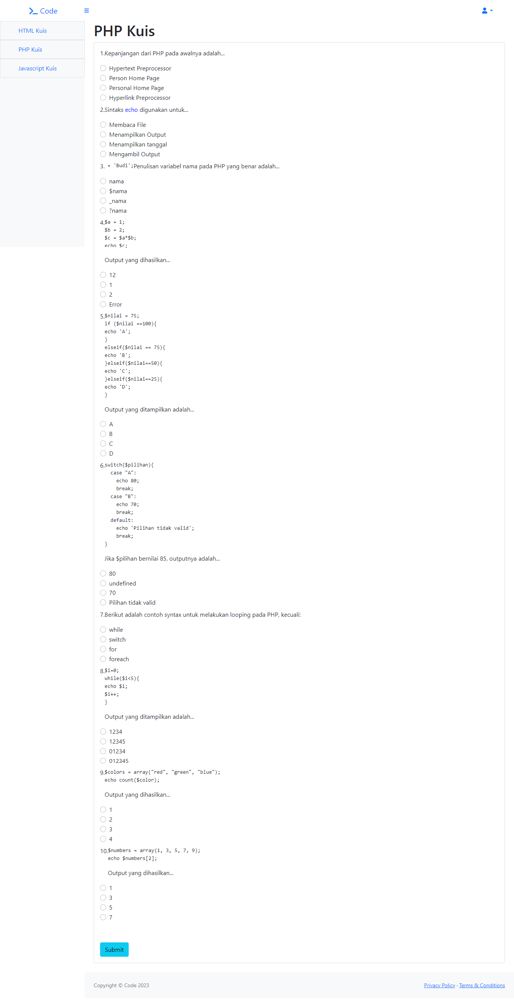 Code
HTML Kuis
PHP Kuis
Javascript Kuis
PHP Kuis
1.Kepanjangan dari PHP pada awalnya adalah...
Hypertext Preprocessor
Person Home Page
Personal Home Page
Hyperlink Preprocessor
2.Sintaks echo digunakan untuk...
Membaca File
Menampilkan Output
Menampilkan tanggal
Mengambil Output
3. = 'Budi';Penulisan variabel nama pada PHP yang benar adalah...
nama
$nama
_nama
?nama
4.$a = 1;
$b = 2;
$c = $a*$b;
echo $c;
Output yang dihasilkan...
12
1
2
Error
5.$nilai = 75;
if ($nilai ==100){
echo 'A';
}
elseif($nilai == 75){
echo 'B';
}elseif($nilai==50){
echo 'C';
}elseif($nilai==25){
echo 'D';
}
Output yang ditampilkan adalah...
A
B
C
D
6.switch($pilihan){
case "A":
echo 80;
break;
case "B":
echo 70;
break;
default:
echo 'Pilihan tidak valid';
break;
}
Jika $pilihan bernilai 85, outputnya adalah...
80
undefined
70
Pilihan tidak valid
7.Berikut adalah contoh syntax untuk melakukan looping pada PHP, kecuali:
while
switch
for
foreach
8.$i=0;
while($i<5){
echo $i;
$i++;
}
Output yang ditampilkan adalah...
1234
12345
01234
012345
9.$colors = array("red", "green", "blue");
echo count($color);
Output yang dihasilkan...
1
2
3
4
10.$numbers = array(1, 3, 5, 7, 9);
echo $numbers[2];
Output yang dihasilkan...
1
3
5
7
Submit
Copyright © Code 2023
Privacy Policy · Terms & Conditions